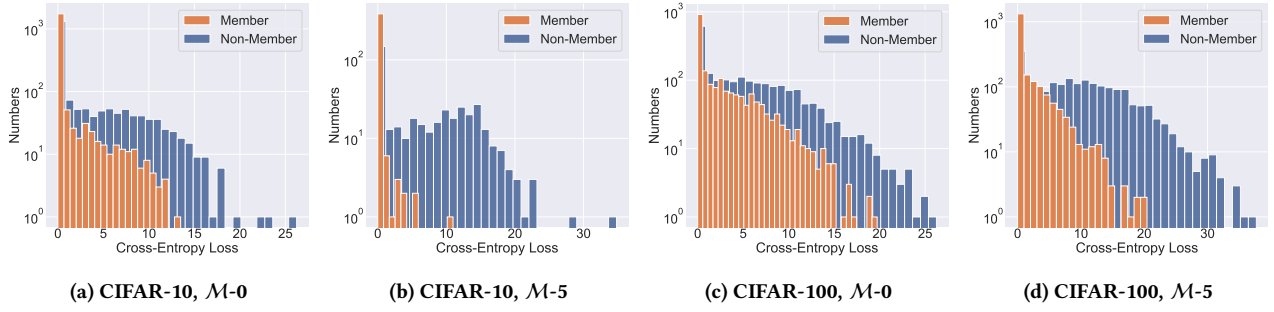 Numbers
10^3
10^2
10^1
10^0
Member
Non-Member
0 5 10 15 20 25
Cross-Entropy Loss
(a) CIFAR-10, M-0
Numbers
10^2
10^1
10^0
Member
Non-Member
0 10 20 30
Cross-Entropy Loss
(b) CIFAR-10, M-5
Numbers
10^3
10^2
10^1
10^0
Member
Non-Member
0 5 10 15 20 25
Cross-Entropy Loss
(c) CIFAR-100, M-0
Numbers
10^3
10^2
10^1
10^0
Member
Non-Member
0 10 20 30
Cross-Entropy Loss
(d) CIFAR-100, M-5